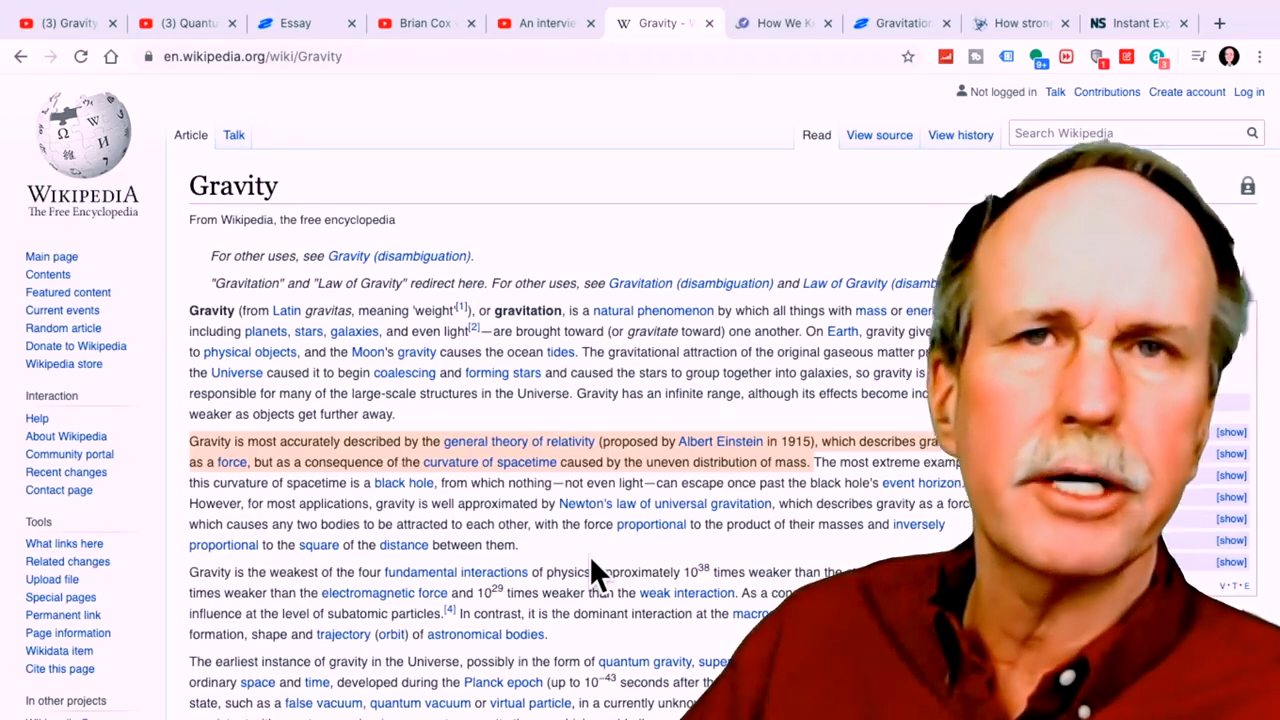 (3) Gravity
(3) Quant
Essay
Brian Cox
An intervie
Gravity - W
How We K
Gravitation
How stron
NS Instant Exp
en.wikipedia.org/wiki/Gravity
9+
1
3
Not logged in Talk Contributions Create account Log in
Article Talk Read View source View history Search Wikipedia
WIKIPEDIA
The Free Encyclopedia
Gravity
From Wikipedia, the free encyclopedia
For other uses, see Gravity (disambiguation).
"Gravitation" and "Law of Gravity" redirect here. For other uses, see Gravitation (disambiguation) and Law of Gravity (disamb
Gravity (from Latin gravitas, meaning 'weight'[1]), or gravitation, is a natural phenomenon by which all things with mass or ener
including planets, stars, galaxies, and even light[2]—are brought toward (or gravitate toward) one another. On Earth, gravity give
to physical objects, and the Moon's gravity causes the ocean tides. The gravitational attraction of the original gaseous matter p
the Universe caused it to begin coalescing and forming stars and caused the stars to group together into galaxies, so gravity is
responsible for many of the large-scale structures in the Universe. Gravity has an infinite range, although its effects become inc
weaker as objects get further away.
Gravity is most accurately described by the general theory of relativity (proposed by Albert Einstein in 1915), which describes gra
as a force, but as a consequence of the curvature of spacetime caused by the uneven distribution of mass. The most extreme examp
this curvature of spacetime is a black hole, from which nothing—not even light—can escape once past the black hole's event horizon.
However, for most applications, gravity is well approximated by Newton's law of universal gravitation, which describes gravity as a forc
which causes any two bodies to be attracted to each other, with the force proportional to the product of their masses and inversely
proportional to the square of the distance between them.
Gravity is the weakest of the four fundamental interactions of physics, approximately 10³⁸ times weaker than the
times weaker than the electromagnetic force and 10²⁹ times weaker than the weak interaction. As a con
influence at the level of subatomic particles.[4] In contrast, it is the dominant interaction at the macro
formation, shape and trajectory (orbit) of astronomical bodies.
The earliest instance of gravity in the Universe, possibly in the form of quantum gravity, supe
ordinary space and time, developed during the Planck epoch (up to 10⁻⁴³ seconds after th
state, such as a false vacuum, quantum vacuum or virtual particle, in a currently unkno
Main page
Contents
Featured content
Current events
Random article
Donate to Wikipedia
Wikipedia store
Interaction
Help
About Wikipedia
Community portal
Recent changes
Contact page
Tools
What links here
Related changes
Upload file
Special pages
Permanent link
Page information
Wikidata item
Cite this page
In other projects
[show]
[show]
[show]
[show]
[show]
[show]
[show]
V·T·E